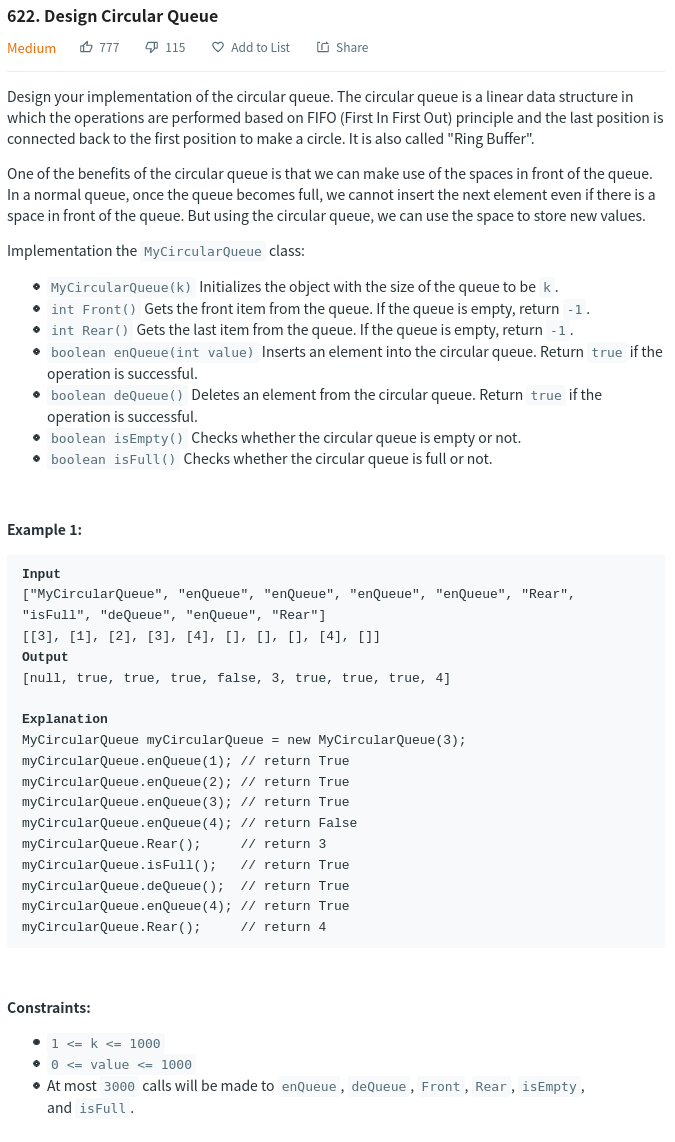 622. Design Circular Queue
Medium 777 115 Add to List Share
Design your implementation of the circular queue. The circular queue is a linear data structure in
which the operations are performed based on FIFO (First In First Out) principle and the last position is
connected back to the first position to make a circle. It is also called "Ring Buffer".
One of the benefits of the circular queue is that we can make use of the spaces in front of the queue.
In a normal queue, once the queue becomes full, we cannot insert the next element even if there is a
space in front of the queue. But using the circular queue, we can use the space to store new values.
Implementation the MyCircularQueue class:
MyCircularQueue(k) Initializes the object with the size of the queue to be k.
int Front() Gets the front item from the queue. If the queue is empty, return -1.
int Rear() Gets the last item from the queue. If the queue is empty, return -1.
boolean enQueue(int value) Inserts an element into the circular queue. Return true if the
operation is successful.
boolean deQueue() Deletes an element from the circular queue. Return true if the
operation is successful.
boolean isEmpty() Checks whether the circular queue is empty or not.
boolean isFull() Checks whether the circular queue is full or not.
Example 1:
Input
["MyCircularQueue", "enQueue", "enQueue", "enQueue", "enQueue", "Rear",
"isFull", "deQueue", "enQueue", "Rear"]
[[3], [1], [2], [3], [4], [], [], [], [4], []]
Output
[null, true, true, true, false, 3, true, true, true, 4]
Explanation
MyCircularQueue myCircularQueue = new MyCircularQueue(3);
myCircularQueue.enQueue(1); // return True
myCircularQueue.enQueue(2); // return True
myCircularQueue.enQueue(3); // return True
myCircularQueue.enQueue(4); // return False
myCircularQueue.Rear();     // return 3
myCircularQueue.isFull();   // return True
myCircularQueue.deQueue();  // return True
myCircularQueue.enQueue(4); // return True
myCircularQueue.Rear();     // return 4
Constraints:
1 <= k <= 1000
0 <= value <= 1000
At most 3000 calls will be made to enQueue, deQueue, Front, Rear, isEmpty,
and isFull.